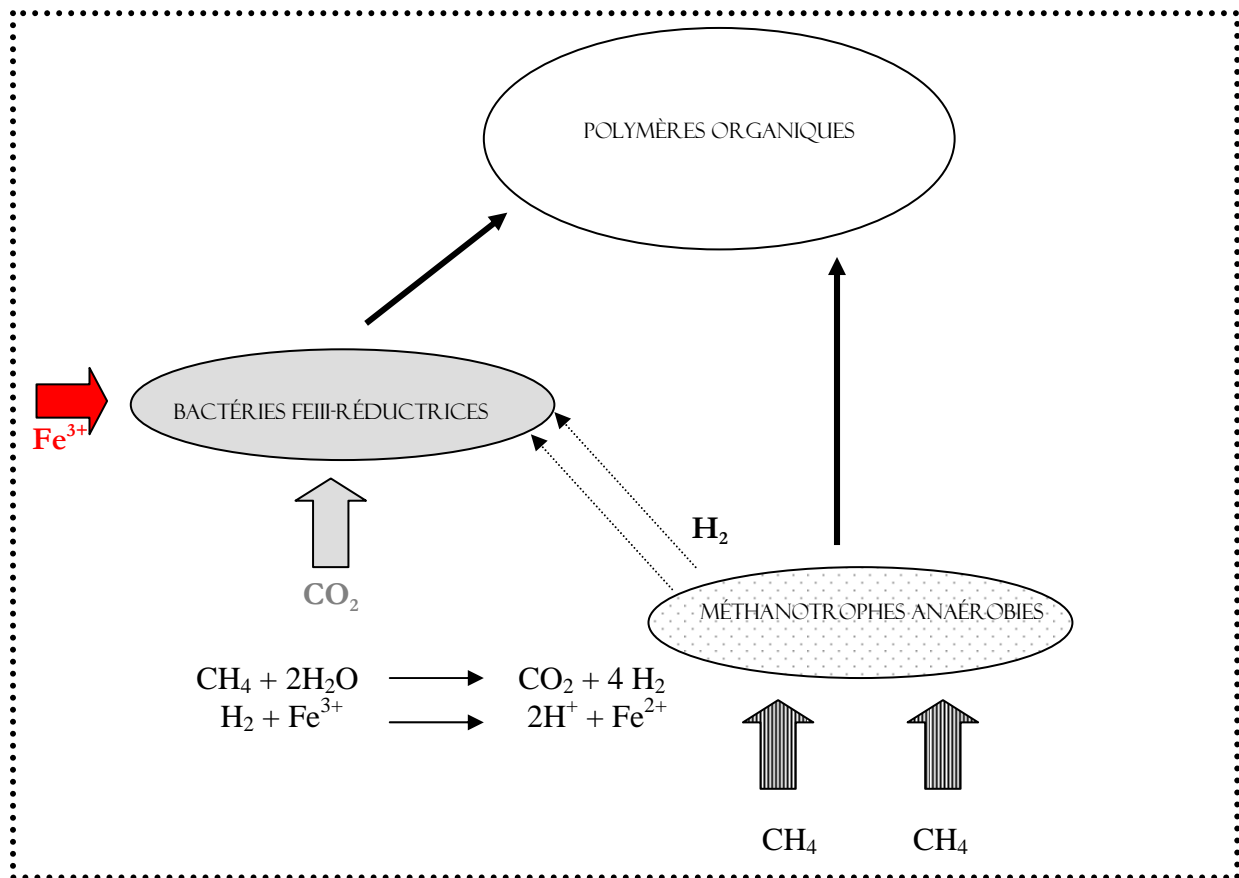 POLYMÈRES ORGANIQUES
BACTÉRIES FEIII-RÉDUCTRICES
Fe³⁺
H₂
CO₂
MÉTHANOTROPHES ANAÉROBIES
CH₄ + 2H₂O CO₂ + 4 H₂
H₂ + Fe³⁺ 2H⁺ + Fe²⁺
CH₄ CH₄